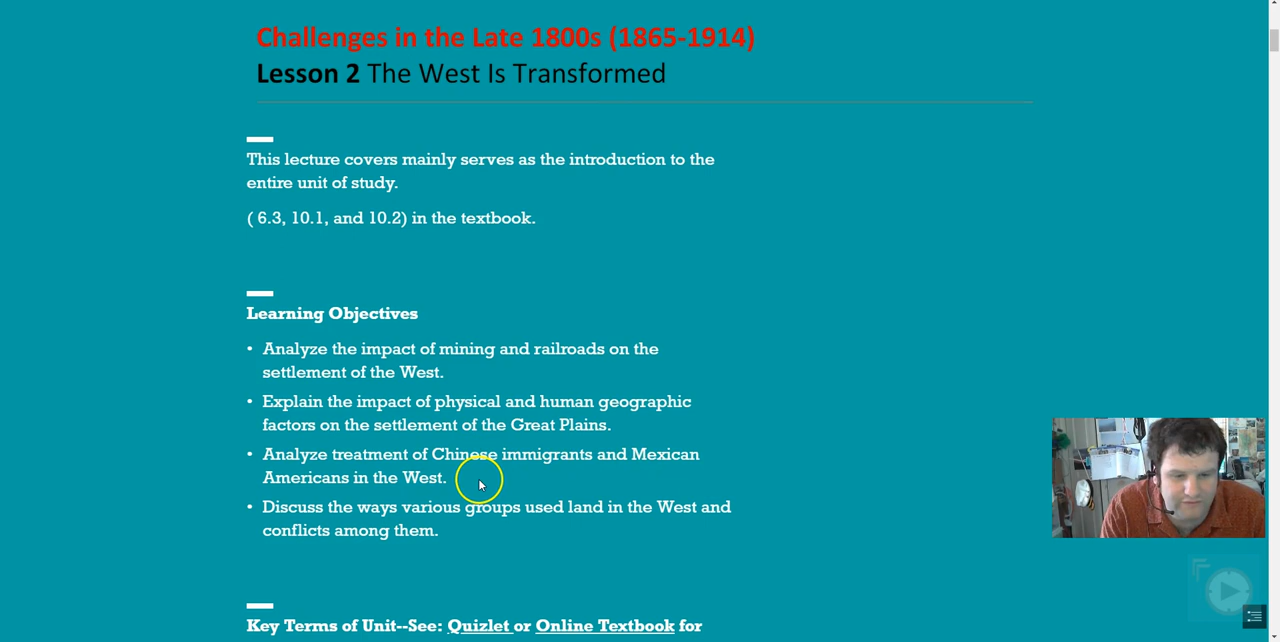 Challenges in the Late 1800s (1865-1914)
Lesson 2 The West Is Transformed
This lecture covers mainly serves as the introduction to the
entire unit of study.
( 6.3, 10.1, and 10.2) in the textbook.
Learning Objectives
• Analyze the impact of mining and railroads on the
settlement of the West.
• Explain the impact of physical and human geographic
factors on the settlement of the Great Plains.
• Analyze treatment of Chinese immigrants and Mexican
Americans in the West.
• Discuss the ways various groups used land in the West and
conflicts among them.
Key Terms of Unit--See: Quizlet or Online Textbook for